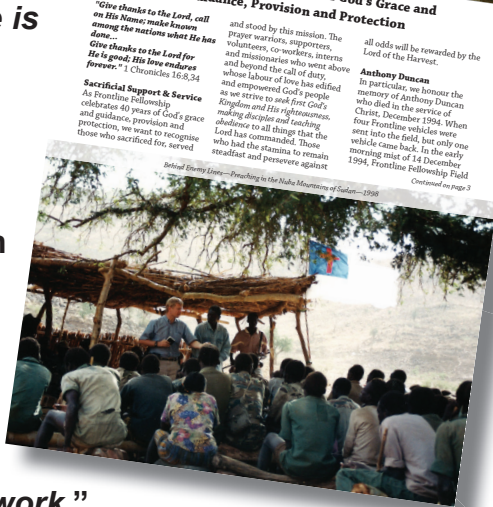 e is
God's Grace and
Guidance, Provision and Protection
"Give thanks to the Lord, call
on His Name; make known
among the nations what He has
done...
Give thanks to the Lord for
He is good; His love endures
forever." 1 Chronicles 16:8,34
Sacrificial Support & Service
As Frontline Fellowship
celebrates 40 years of God's grace
and guidance, provision and
protection, we want to recognise
those who sacrificed for, served
and stood by this mission. The
prayer warriors, supporters,
volunteers, co-workers, interns
and missionaries who went above
and beyond the call of duty,
whose labour of love has edified
and empowered God's people
as we strive to seek first God's
Kingdom and His righteousness,
making disciples and teaching
obedience to all things that the
Lord has commanded. Those
who had the stamina to remain
steadfast and persevere against
all odds will be rewarded by the
Lord of the Harvest.
Anthony Duncan
In particular, we honour the
memory of Anthony Duncan
who died in the service of
Christ, December 1994. When
four Frontline vehicles were
sent into the field, but only one
vehicle came back. In the early
morning mist of 14 December
1994, Frontline Fellowship Field
Continued on page 3
Behind Enemy Lines—Preaching in the Nuba Mountains of Sudan—1998
n
work."